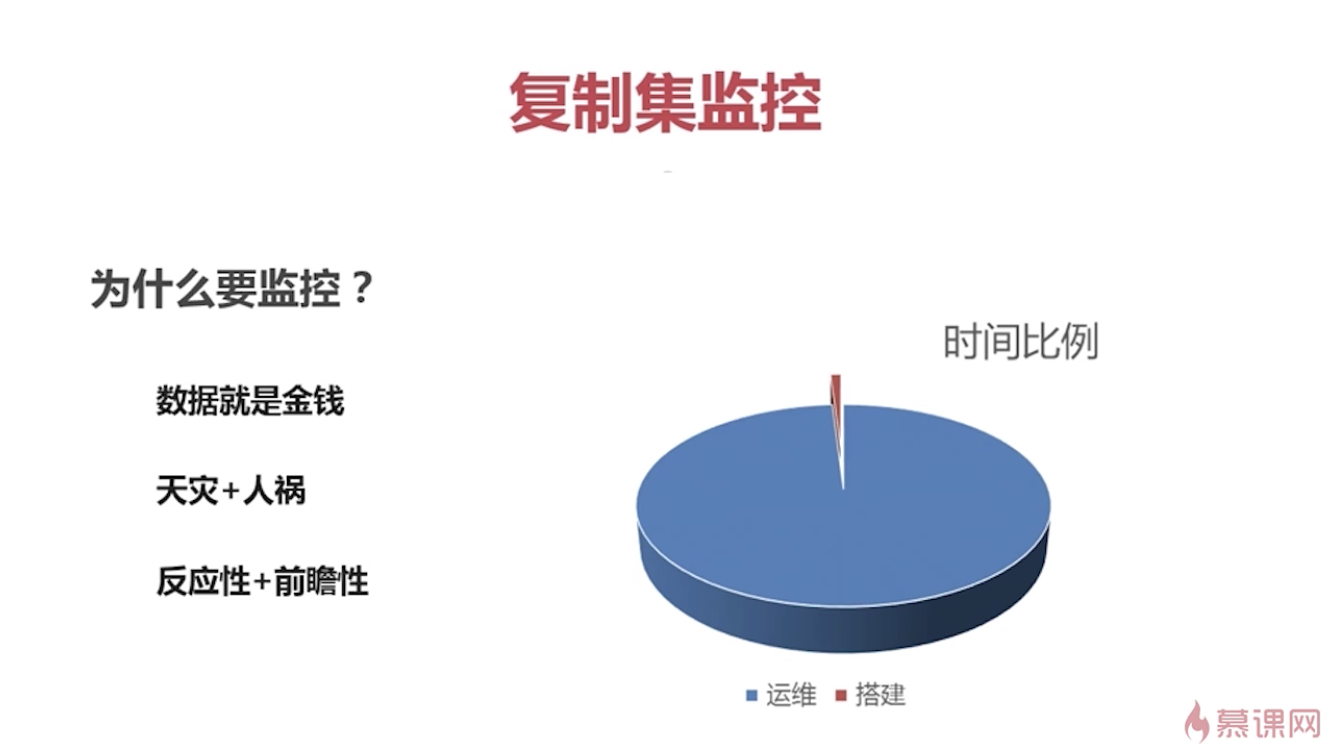 复制集监控
为什么要监控？
数据就是金钱
天灾+人祸
反应性+前瞻性
时间比例
运维 搭建
慕课网